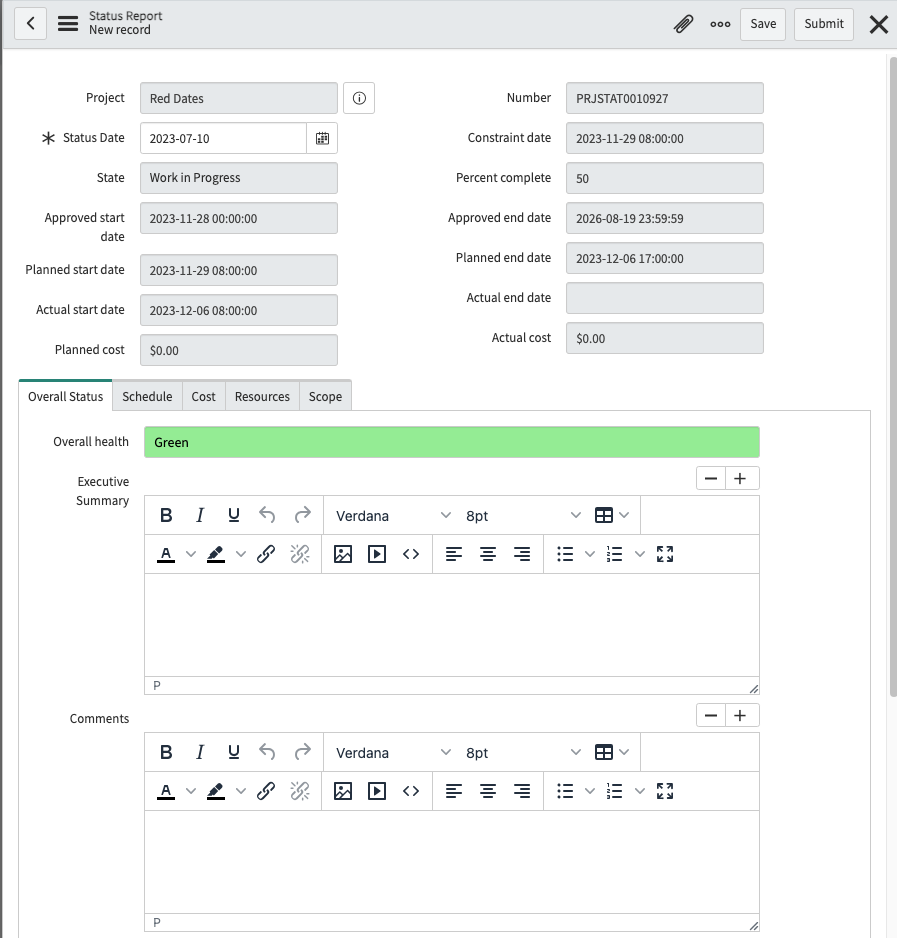 Status Report
New record
Save
Submit
Project
Red Dates
Number
PRJSTAT0010927
Status Date
2023-07-10
Constraint date
2023-11-29 08:00:00
State
Work in Progress
Percent complete
50
Approved start
date
2023-11-28 00:00:00
Approved end date
2026-08-19 23:59:59
Planned start date
2023-11-29 08:00:00
Planned end date
2023-12-06 17:00:00
Actual start date
2023-12-06 08:00:00
Actual end date
Planned cost
$0.00
Actual cost
$0.00
Overall Status
Schedule
Cost
Resources
Scope
Overall health
Green
Executive
Summary
B I U
Verdana
8pt
A
P
Comments
B I U
Verdana
8pt
A
P